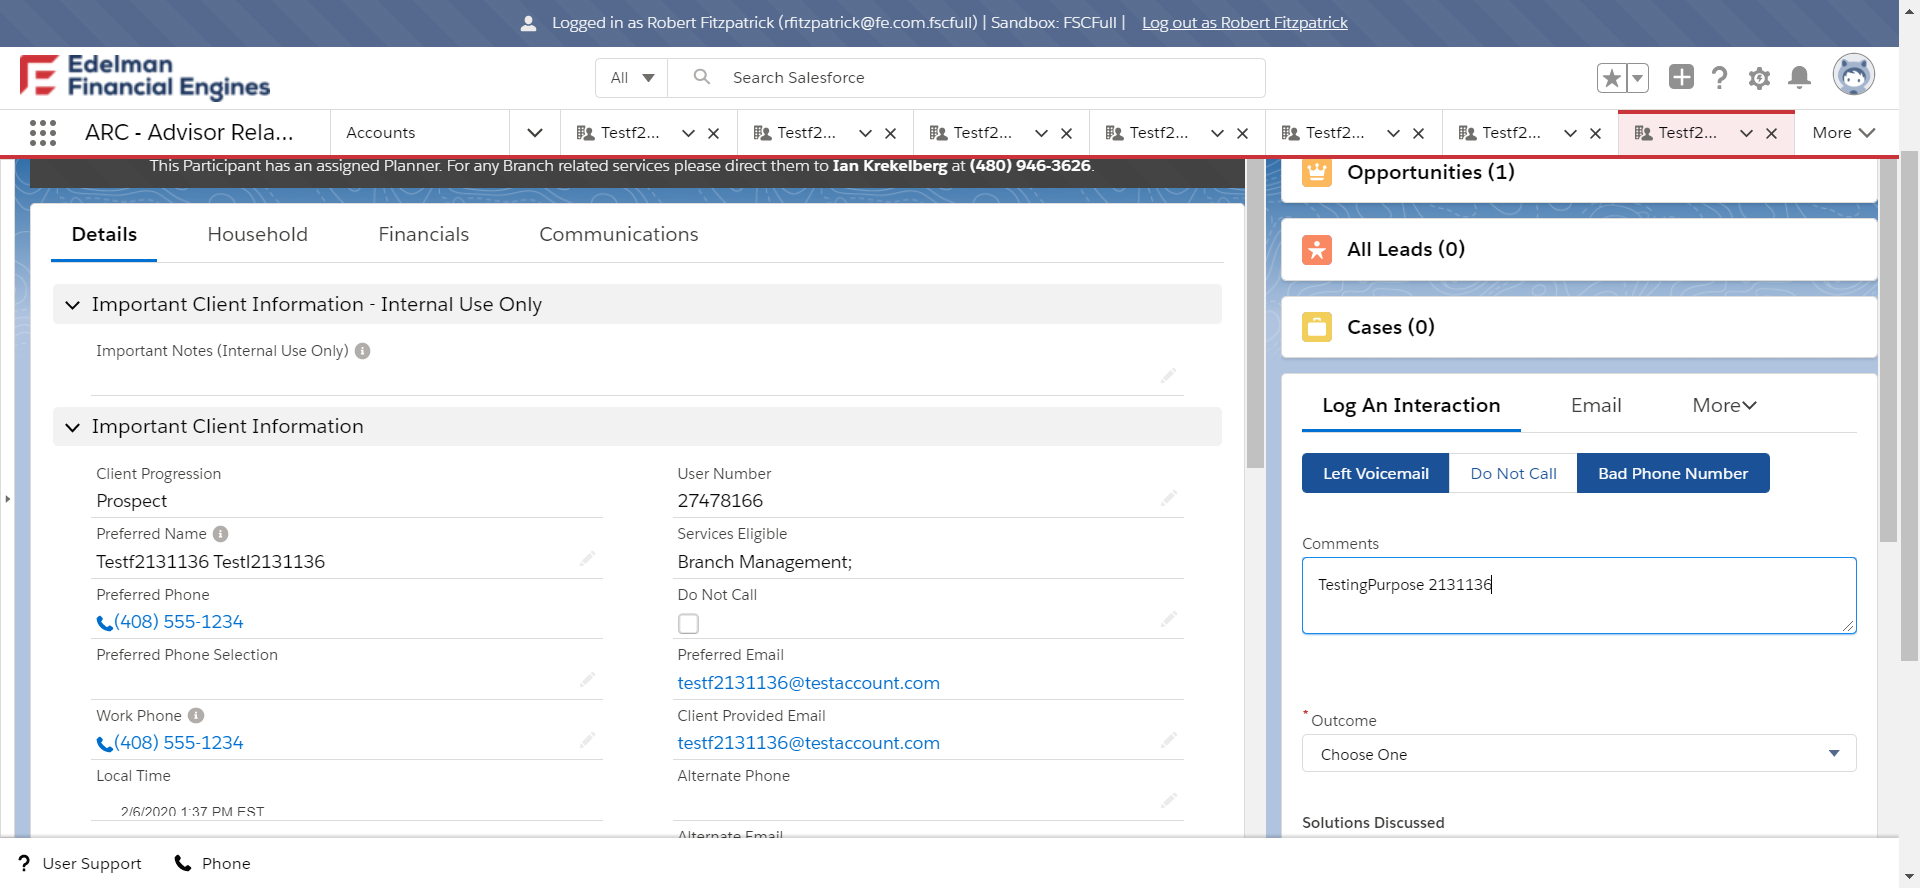 Logged in as Robert Fitzpatrick (rfitzpatrick@fe.com.fscfull) | Sandbox: FSCFull | Log out as Robert Fitzpatrick
Edelman
Financial Engines
All
Search Salesforce
ARC - Advisor Rela...
Accounts
Testf2...
Testf2...
Testf2...
Testf2...
Testf2...
Testf2...
Testf2...
More
This Participant has an assigned Planner. For any Branch related services please direct them to Ian Krekelberg at (480) 946-3626.
Details
Household
Financials
Communications
Important Client Information - Internal Use Only
Important Notes (Internal Use Only)
Important Client Information
Client Progression
Prospect
User Number
27478166
Preferred Name
Testf2131136 Testl2131136
Services Eligible
Branch Management;
Preferred Phone
(408) 555-1234
Do Not Call
Preferred Phone Selection
Preferred Email
testf2131136@testaccount.com
Work Phone
(408) 555-1234
Client Provided Email
testf2131136@testaccount.com
Local Time
2/6/2020 1:37 PM EST
Alternate Phone
Alternate Email
Opportunities (1)
All Leads (0)
Cases (0)
Log An Interaction
Email
More
Left Voicemail
Do Not Call
Bad Phone Number
Comments
TestingPurpose 2131136
* Outcome
Choose One
Solutions Discussed
? User Support
Phone